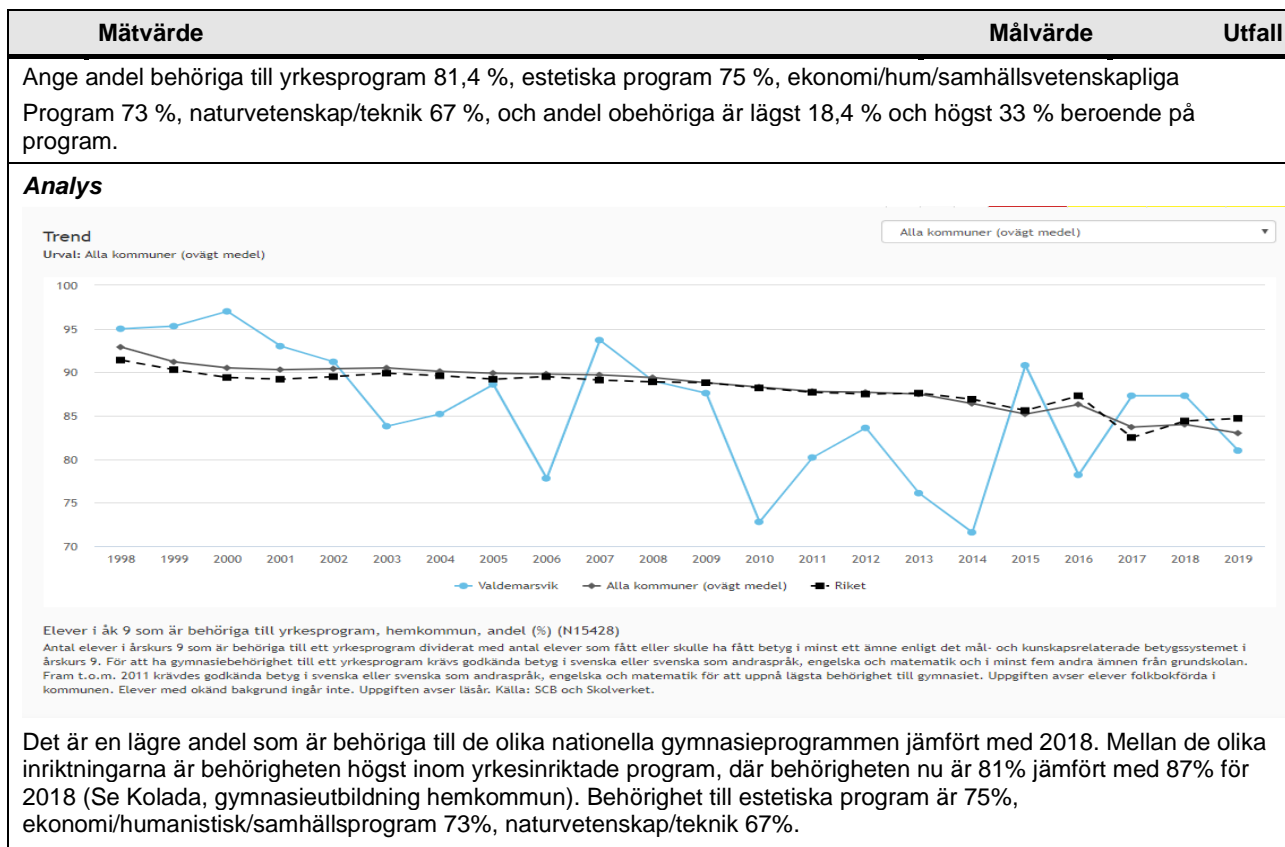 Mätvärde Målvärde Utfall
Ange andel behöriga till yrkesprogram 81,4 %, estetiska program 75 %, ekonomi/hum/samhällsvetenskapliga
Program 73 %, naturvetenskap/teknik 67 %, och andel obehöriga är lägst 18,4 % och högst 33 % beroende på
program.
Analys
Trend
Urval: Alla kommuner (ovägt medel)
Alla kommuner (ovägt medel)
100
95
90
85
80
75
70
1998 1999 2000 2001 2002 2003 2004 2005 2006 2007 2008 2009 2010 2011 2012 2013 2014 2015 2016 2017 2018 2019
Valdemarsvik Alla kommuner (ovägt medel) Riket
Elever i åk 9 som är behöriga till yrkesprogram, hemkommun, andel (%) (N15428)
Antal elever i årskurs 9 som är behöriga till ett yrkesprogram dividerat med antal elever som fått eller skulle ha fått betyg i minst ett ämne enligt det mål- och kunskapsrelaterade betygssystemet i
årskurs 9. För att ha gymnasiebehörighet till ett yrkesprogram krävs godkända betyg i svenska eller svenska som andraspråk, engelska och matematik och i minst fem andra ämnen från grundskolan.
Fram t.o.m. 2011 krävdes godkända betyg i svenska eller svenska som andraspråk, engelska och matematik för att uppnå lägsta behörighet till gymnasiet. Uppgiften avser elever folkbokförda i
kommunen. Elever med okänd bakgrund ingår inte. Uppgiften avser läsår. Källa: SCB och Skolverket.
Det är en lägre andel som är behöriga till de olika nationella gymnasieprogrammen jämfört med 2018. Mellan de olika
inriktningarna är behörigheten högst inom yrkesinriktade program, där behörigheten nu är 81% jämfört med 87% för
2018 (Se Kolada, gymnasieutbildning hemkommun). Behörighet till estetiska program är 75%,
ekonomi/humanistisk/samhällsprogram 73%, naturvetenskap/teknik 67%.